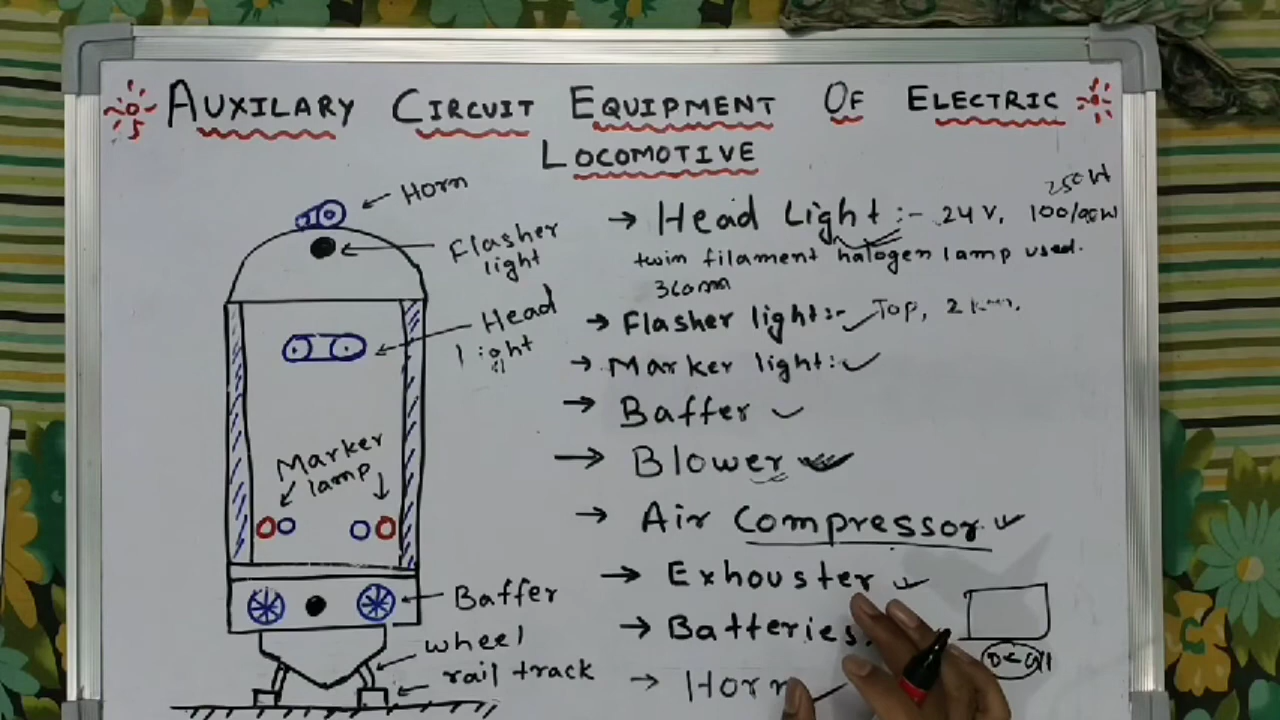 AUXILARY CIRCUIT EQUIPMENT OF ELECTRIC
LOCOMOTIVE
Horn
Flasher
light
Head
light
Marker
lamp
Baffer
wheel
rail track
250W
→ Head Light :- 24V, 100/90W
twin filament halogen lamp used.
→ Flasher light:- Top, 2 km.
→ Marker light:- ✓
→ Baffer ✓
→ Blower ✓
→ Air Compressor ✓
→ Exhouster ✓
→ Batteries
→ Horn